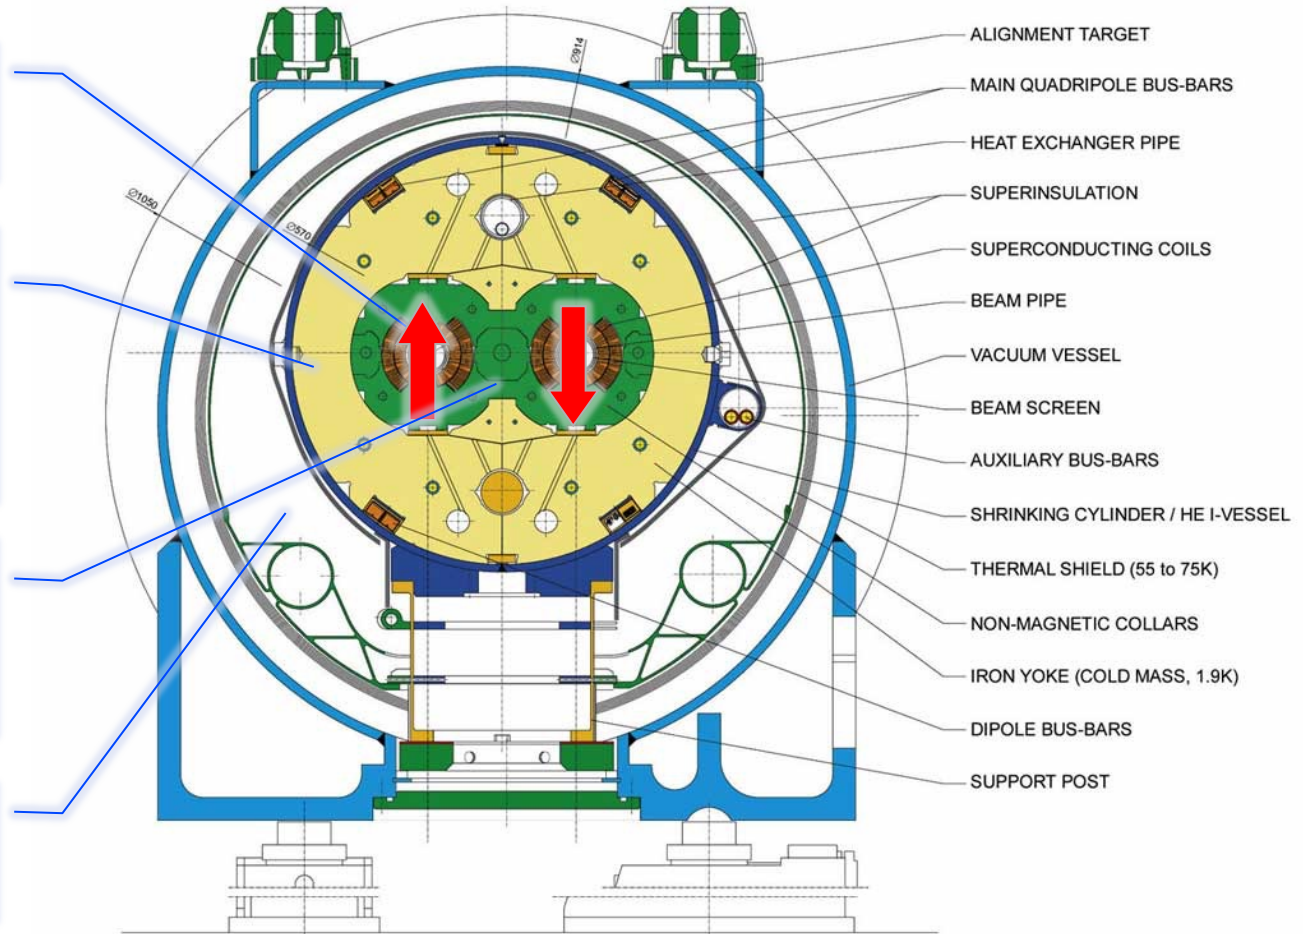 ALIGNMENT TARGET
MAIN QUADRIPOLE BUS-BARS
HEAT EXCHANGER PIPE
SUPERINSULATION
SUPERCONDUCTING COILS
BEAM PIPE
VACUUM VESSEL
BEAM SCREEN
AUXILIARY BUS-BARS
SHRINKING CYLINDER / HE I-VESSEL
THERMAL SHIELD (55 to 75K)
NON-MAGNETIC COLLARS
IRON YOKE (COLD MASS, 1.9K)
DIPOLE BUS-BARS
SUPPORT POST
Ø914
Ø1050
Ø570